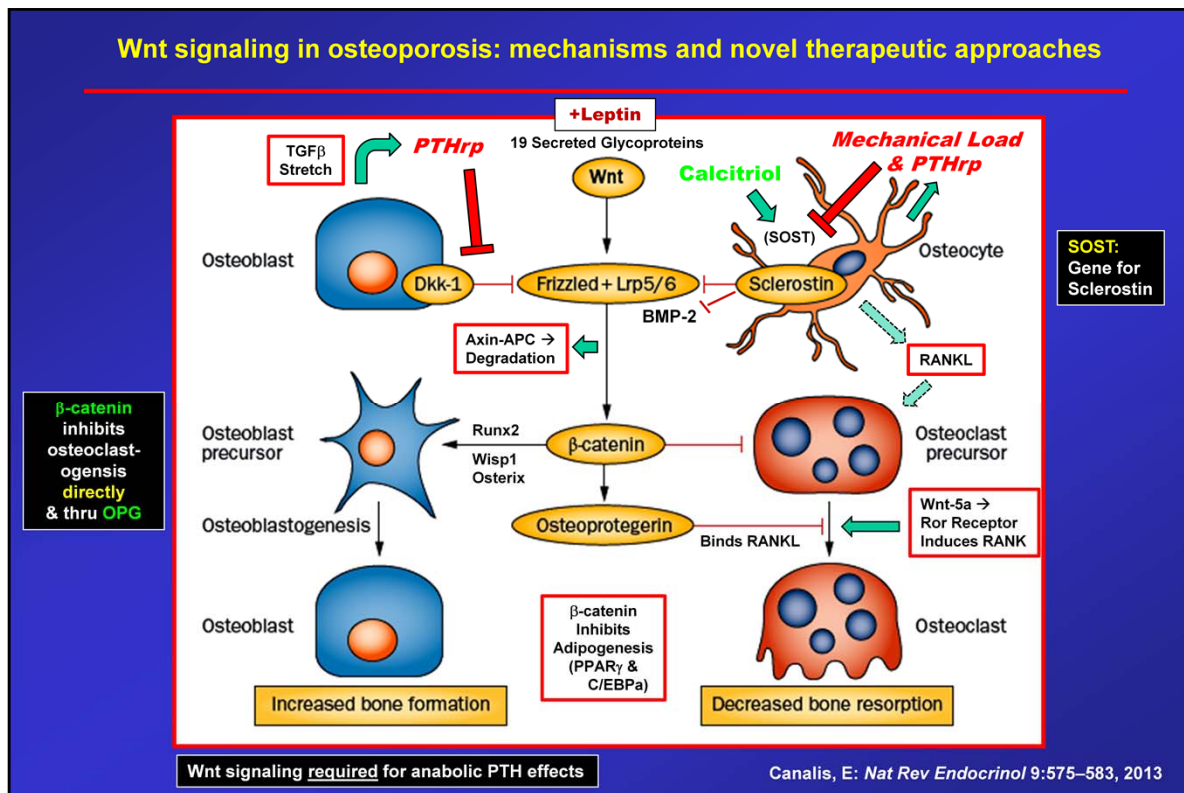 Wnt signaling in osteoporosis: mechanisms and novel therapeutic approaches
+Leptin
19 Secreted Glycoproteins
TGFβ
Stretch
PTHrp
Wnt
Calcitriol
Mechanical Load
& PTHrp
(SOST)
Osteoblast
Osteocyte
Dkk-1
Frizzled + Lrp5/6
Sclerostin
BMP-2
SOST:
Gene for
Sclerostin
Axin-APC →
Degradation
RANKL
β-catenin
inhibits
osteoclast-
ogensis
directly
& thru OPG
Osteoblast
precursor
Runx2
Wisp1
Osterix
β-catenin
Osteoclast
precursor
Osteoblastogenesis
Osteoprotegerin
Binds RANKL
Wnt-5a →
Ror Receptor
Induces RANK
Osteoblast
β-catenin
Inhibits
Adipogenesis
(PPARγ &
C/EBPa)
Osteoclast
Increased bone formation
Decreased bone resorption
Wnt signaling required for anabolic PTH effects
Canalis, E: Nat Rev Endocrinol 9:575–583, 2013